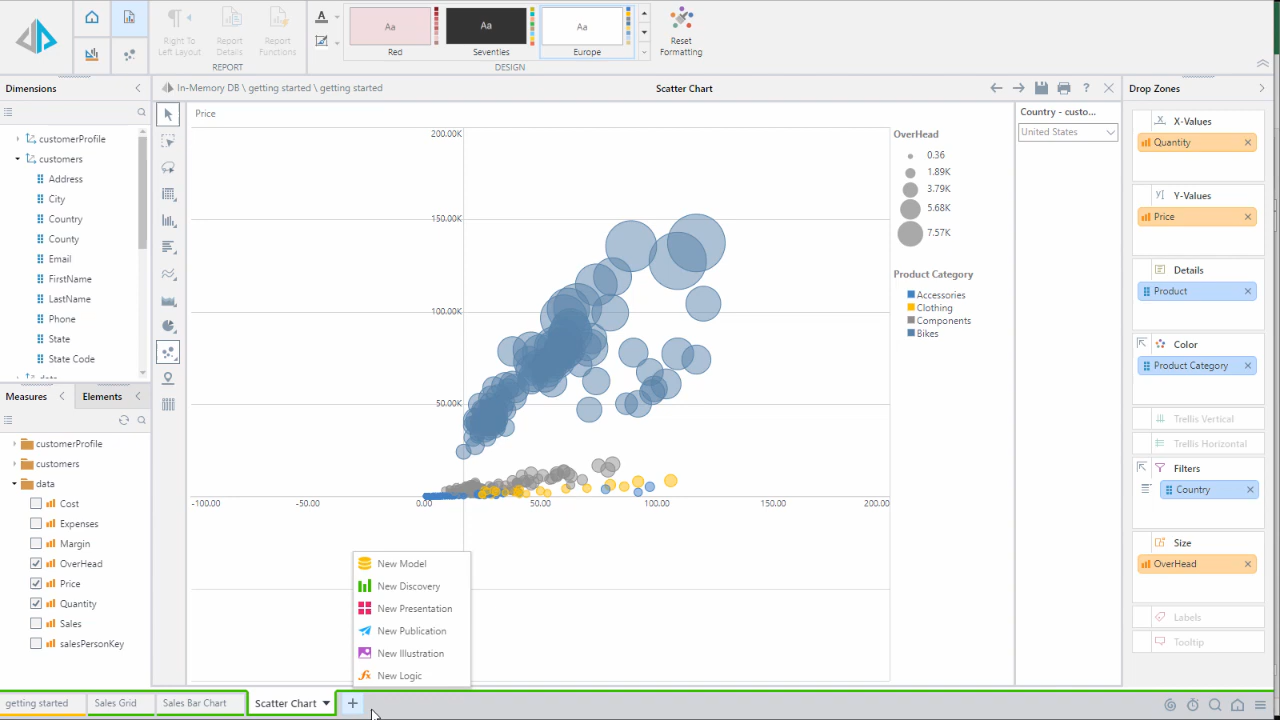 Right To
Left Layout
Report
Details
Report
Functions
REPORT
A
Aa
Red
Aa
Seventies
Aa
Europe
Reset
Formatting
DESIGN
Dimensions
In-Memory DB \ getting started \ getting started
Scatter Chart
?
Drop Zones
customerProfile
customers
Address
City
Country
County
Email
FirstName
LastName
Phone
State
State Code
Measures
Elements
customerProfile
customers
data
Cost
Expenses
Margin
OverHead
Price
Quantity
Sales
salesPersonKey
Price
200.00K
150.00K
100.00K
50.00K
-100.00
-50.00
0.00
50.00
100.00
150.00
200.00
OverHead
0.36
1.89K
3.79K
5.68K
7.57K
Product Category
Accessories
Clothing
Components
Bikes
Country - custo...
United States
X-Values
Quantity
Y-Values
Price
Details
Product
Color
Product Category
Trellis Vertical
Trellis Horizontal
Filters
Country
Size
OverHead
Labels
Tooltip
New Model
New Discovery
New Presentation
New Publication
New Illustration
New Logic
getting started
Sales Grid
Sales Bar Chart
Scatter Chart
+